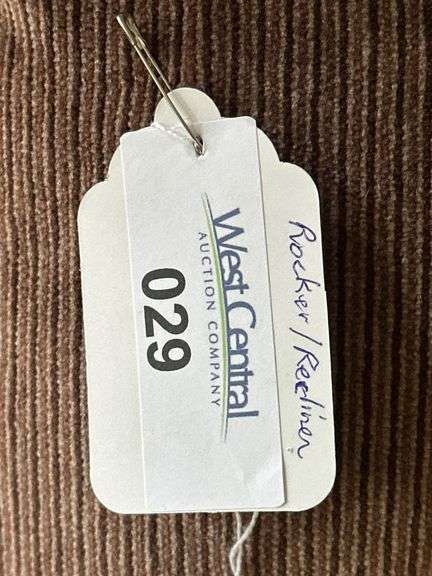 Rocker/Recliner
West Central
AUCTION COMPANY
029